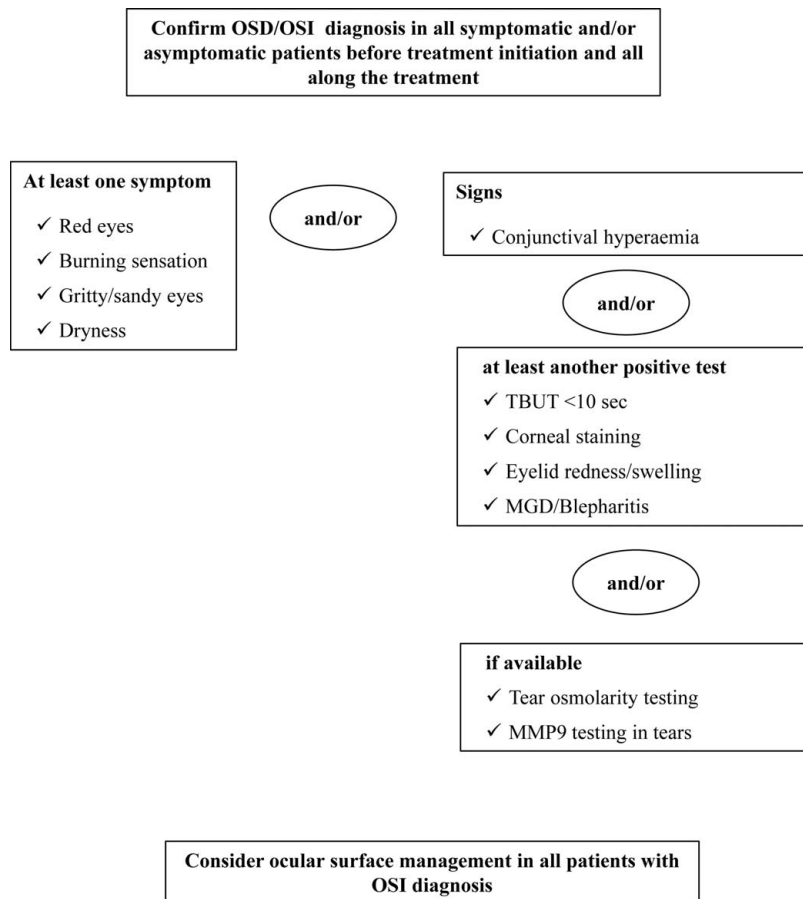 Confirm OSD/OSI diagnosis in all symptomatic and/or
asymptomatic patients before treatment initiation and all
along the treatment
At least one symptom
✓ Red eyes
✓ Burning sensation
✓ Gritty/sandy eyes
✓ Dryness
and/or
Signs
✓ Conjunctival hyperaemia
and/or
at least another positive test
✓ TBUT <10 sec
✓ Corneal staining
✓ Eyelid redness/swelling
✓ MGD/Blepharitis
and/or
if available
✓ Tear osmolarity testing
✓ MMP9 testing in tears
Consider ocular surface management in all patients with
OSI diagnosis